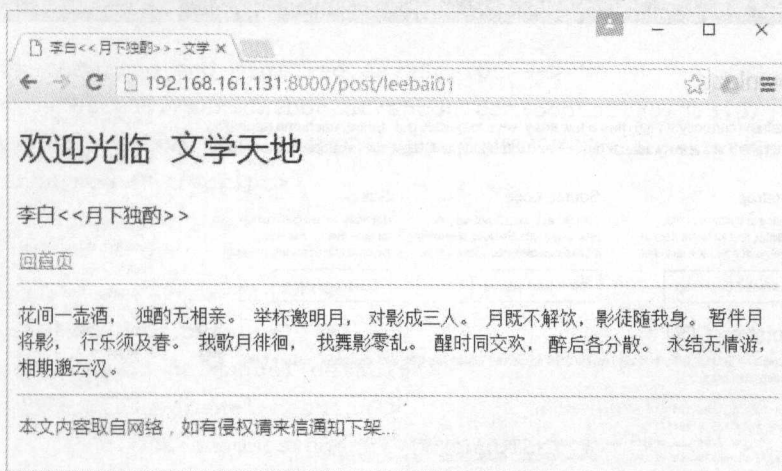 李白<<月下独酌>> - 文学 ×
192.168.161.131:8000/post/leebai01
欢迎光临 文学天地
李白<<月下独酌>>
回首页
花间一壶酒， 独酌无相亲。 举杯邀明月， 对影成三人。 月既不解饮，影徒随我身。暂伴月
将影， 行乐须及春。 我歌月徘徊， 我舞影零乱。 醒时同交欢， 醉后各分散。 永结无情游，
相期邈云汉。
本文内容取自网络，如有侵权请来信通知下架...